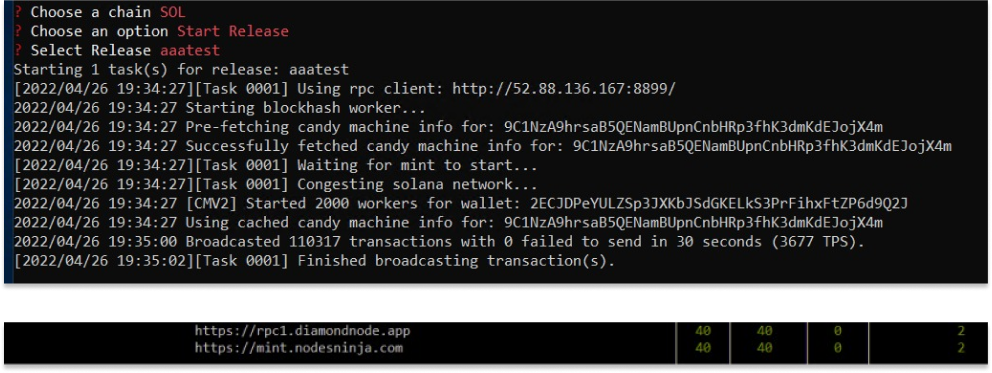 ? Choose a chain SOL
? Choose an option Start Release
? Select Release aaatest
Starting 1 task(s) for release: aaatest
[2022/04/26 19:34:27][Task 0001] Using rpc client: http://52.88.136.167:8899/
2022/04/26 19:34:27 Starting blockhash worker...
2022/04/26 19:34:27 Pre-fetching candy machine info for: 9C1NzA9hrsaB5QENamBUpnCnbHRp3fhK3dmKdEJojX4m
2022/04/26 19:34:27 Successfully fetched candy machine info for: 9C1NzA9hrsaB5QENamBUpnCnbHRp3fhK3dmKdEJojX4m
[2022/04/26 19:34:27][Task 0001] Waiting for mint to start...
[2022/04/26 19:34:27][Task 0001] Congesting solana network...
2022/04/26 19:34:27 [CMV2] Started 2000 workers for wallet: 2ECJDPeYULZSp3JXKbJSdGKELkS3PrFihxFtZP6d9Q2J
2022/04/26 19:34:27 Using cached candy machine info for: 9C1NzA9hrsaB5QENamBUpnCnbHRp3fhK3dmKdEJojX4m
2022/04/26 19:35:00 Broadcasted 110317 transactions with 0 failed to send in 30 seconds (3677 TPS).
[2022/04/26 19:35:02][Task 0001] Finished broadcasting transaction(s).
https://rpc1.diamondnode.app 40 40 0 2
https://mint.nodesninja.com 40 40 0 2